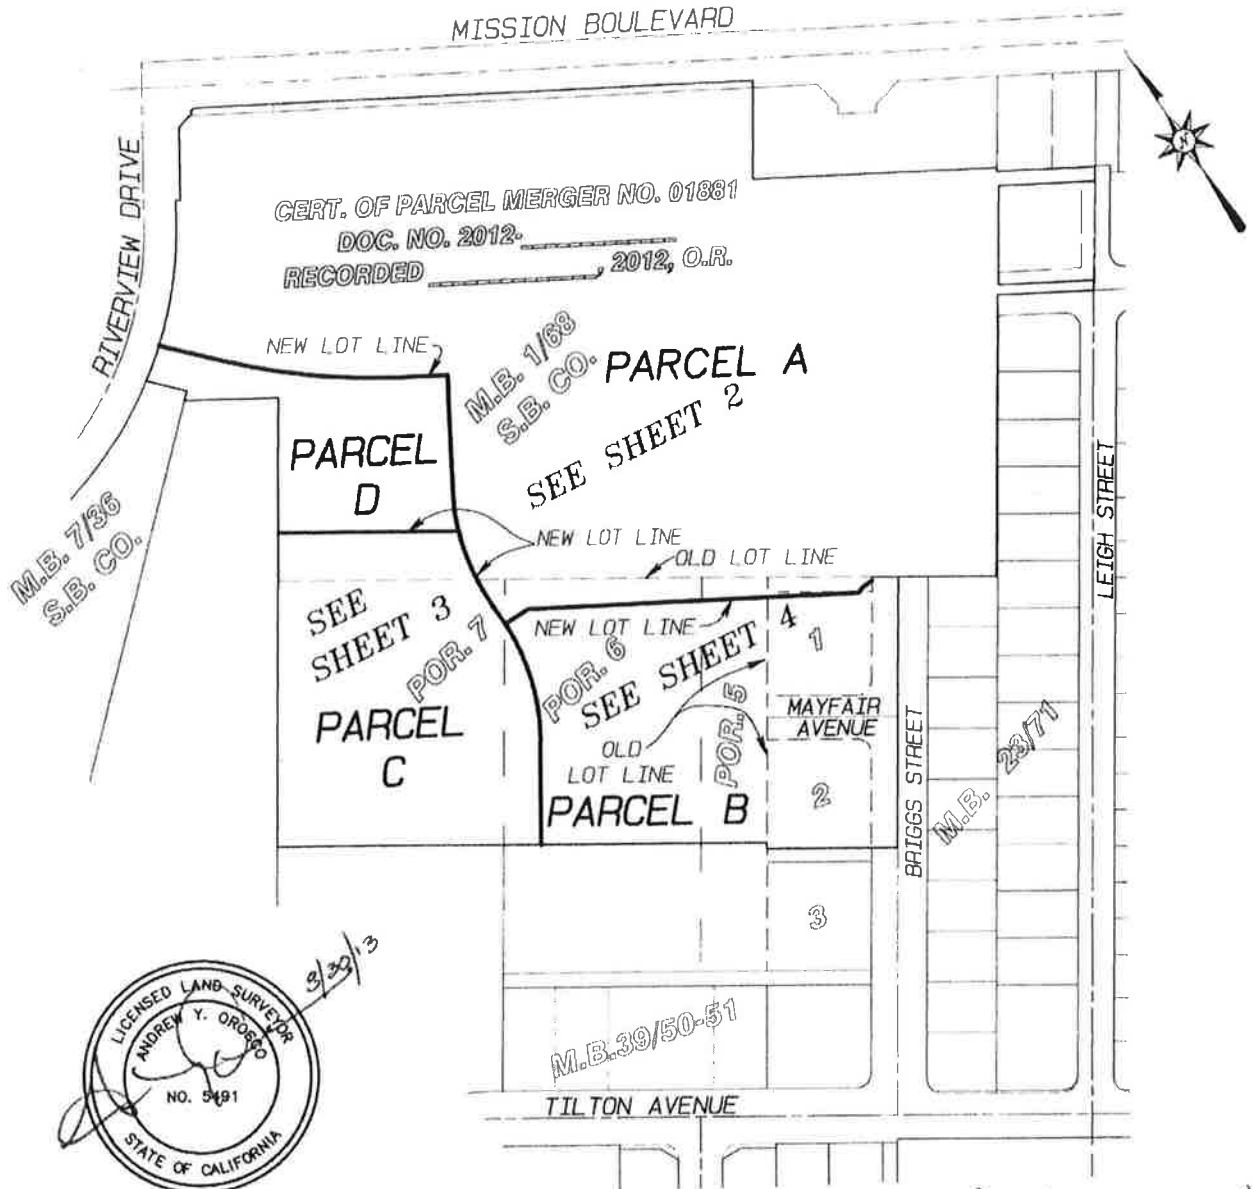 MISSION BOULEVARD
RIVERVIEW DRIVE
N
CERT. OF PARCEL MERGER NO. 01881
DOC. NO. 2012-
RECORDED , 2012, O.R.
NEW LOT LINE
M.B. 1/68
S.B. CO.
PARCEL A
SEE SHEET 2
PARCEL
D
M.B. 7/36
S.B. CO.
LEIGH STREET
NEW LOT LINE
OLD LOT LINE
SEE
SHEET 3
POR. 7
NEW LOT LINE
POR. 6
SEE SHEET 4
1
PARCEL
C
OLD
LOT LINE
POR. 5
MAYFAIR
AVENUE
PARCEL B
2
BRIGGS STREET
M.B. 23/71
3
M.B.39/50-51
TILTON AVENUE
8/30/13
LICENSED LAND SURVEYOR
ANDREW Y. OROSCO
NO. 5491
STATE OF CALIFORNIA